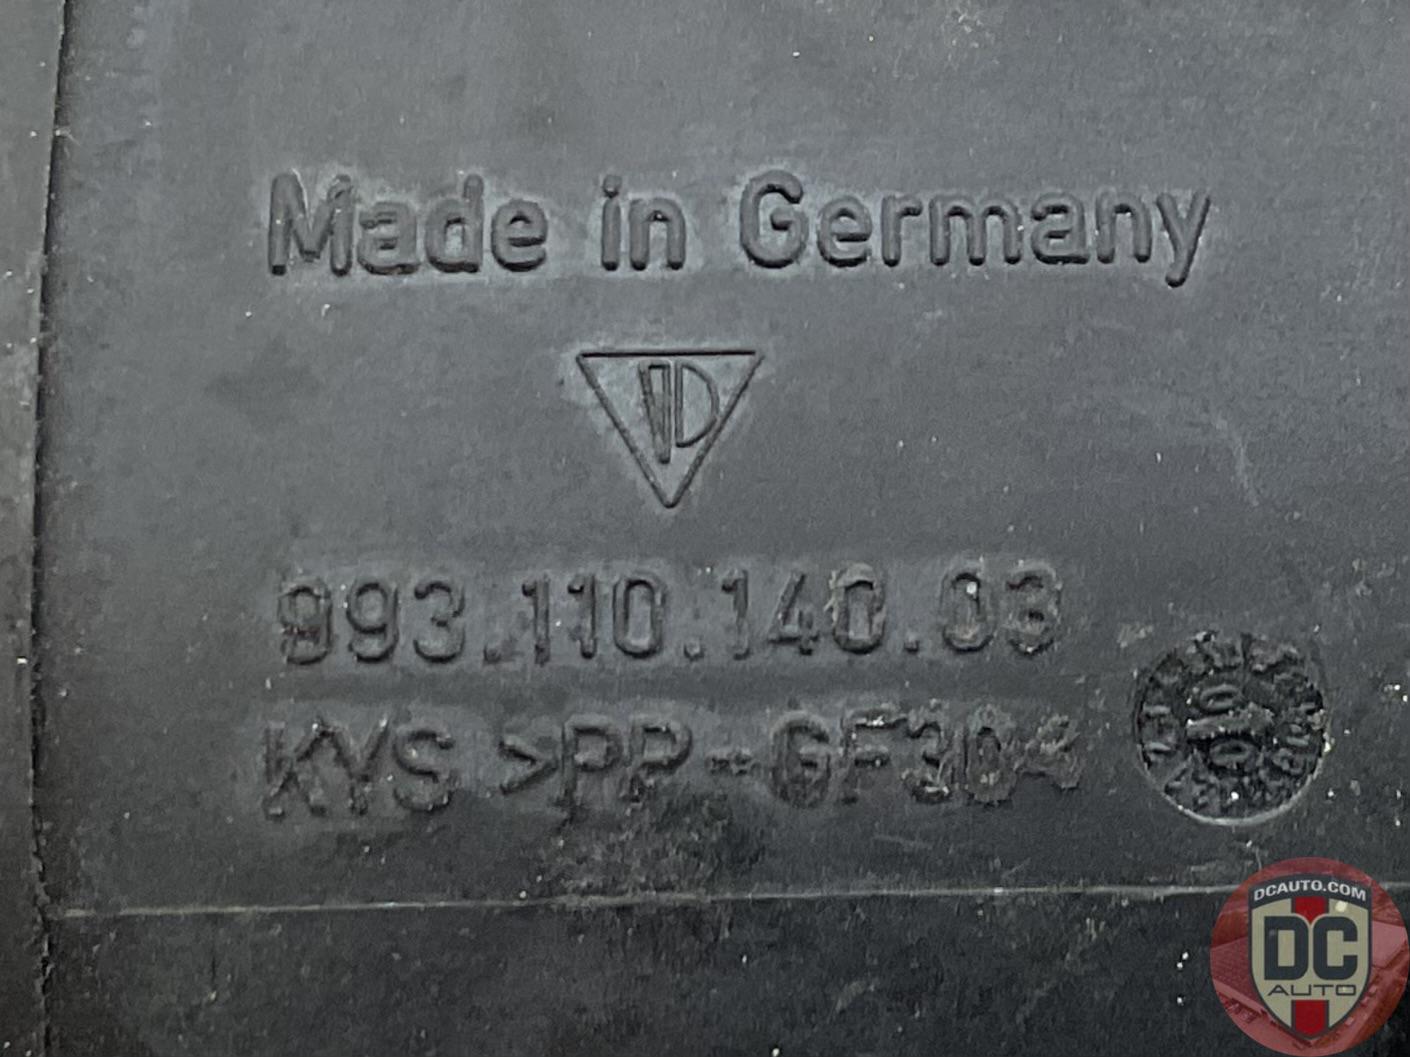 Made in Germany
993.110.140.03
KYS >PP-GF30<
DCAUTO.COM
DC
AUTO